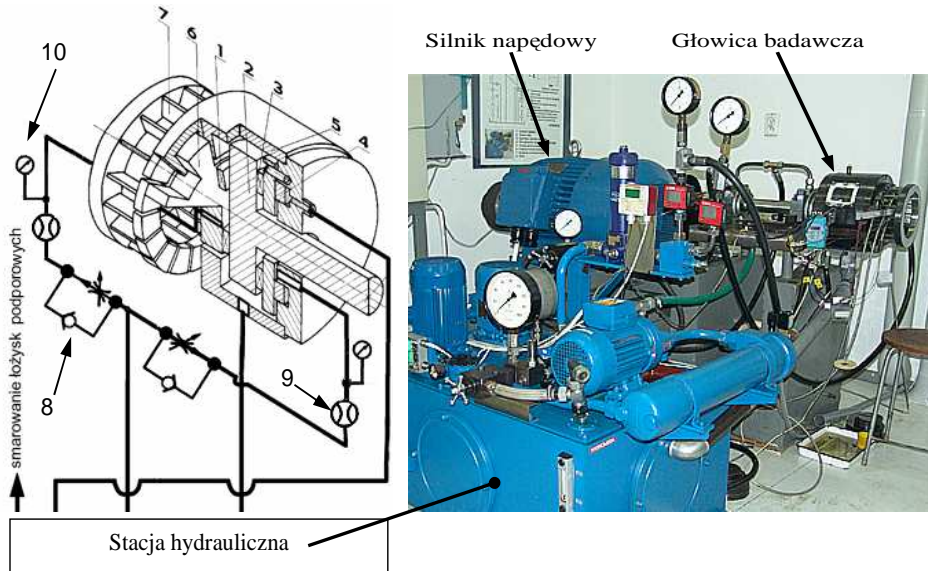 7
6
1
2
3
5
4
10
8
9
smarowanie łożysk podporowych
Stacja hydrauliczna
Silnik napędowy
Głowica badawcza